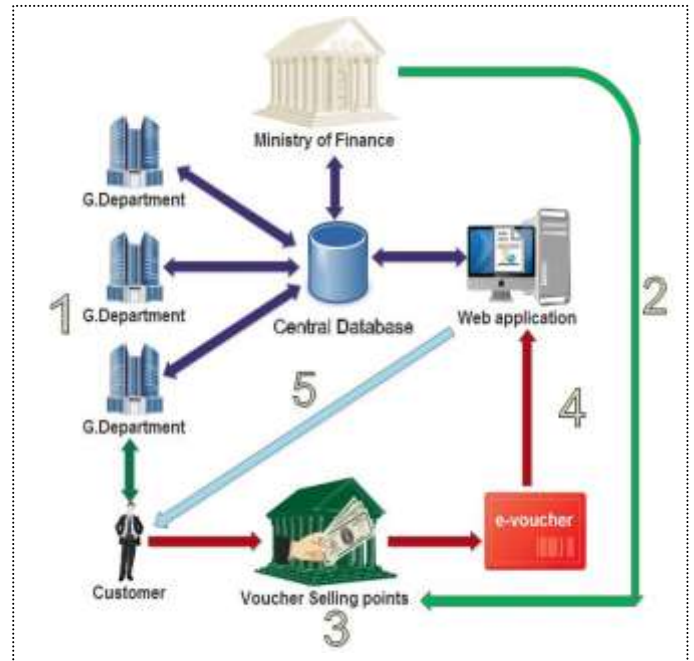 Ministry of Finance
G.Department
G.Department
1
G.Department
Central Database
Web application
2
5
4
e-voucher
Customer
Voucher Selling points
3